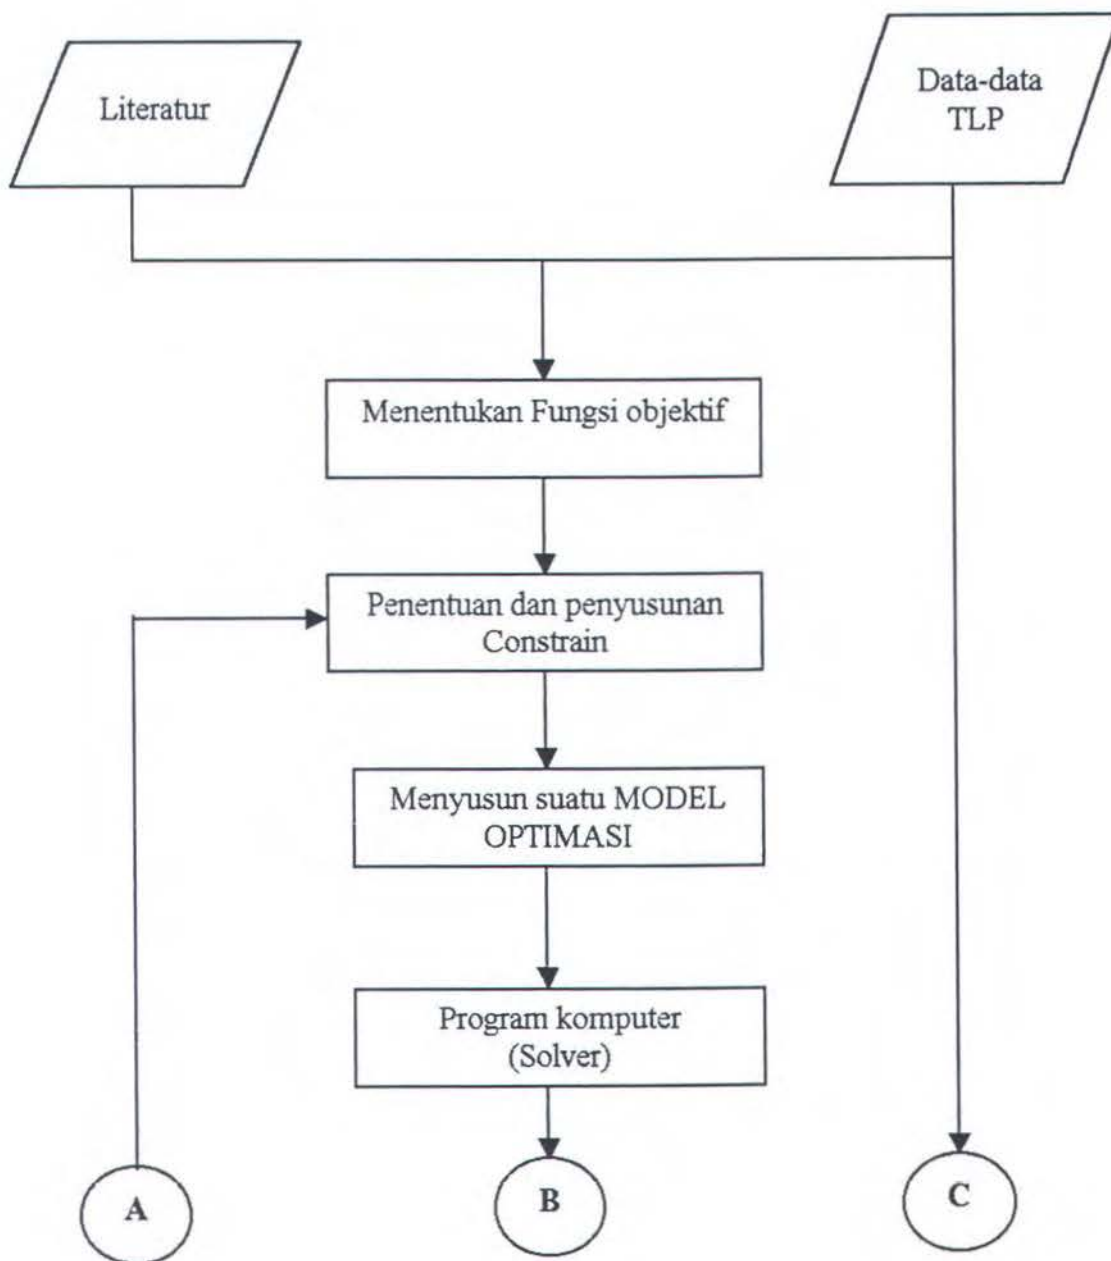 Literatur
Data-data
TLP
Menentukan Fungsi objektif
Penentuan dan penyusunan
Constrain
Menyusun suatu MODEL
OPTIMASI
Program komputer
(Solver)
A
B
C